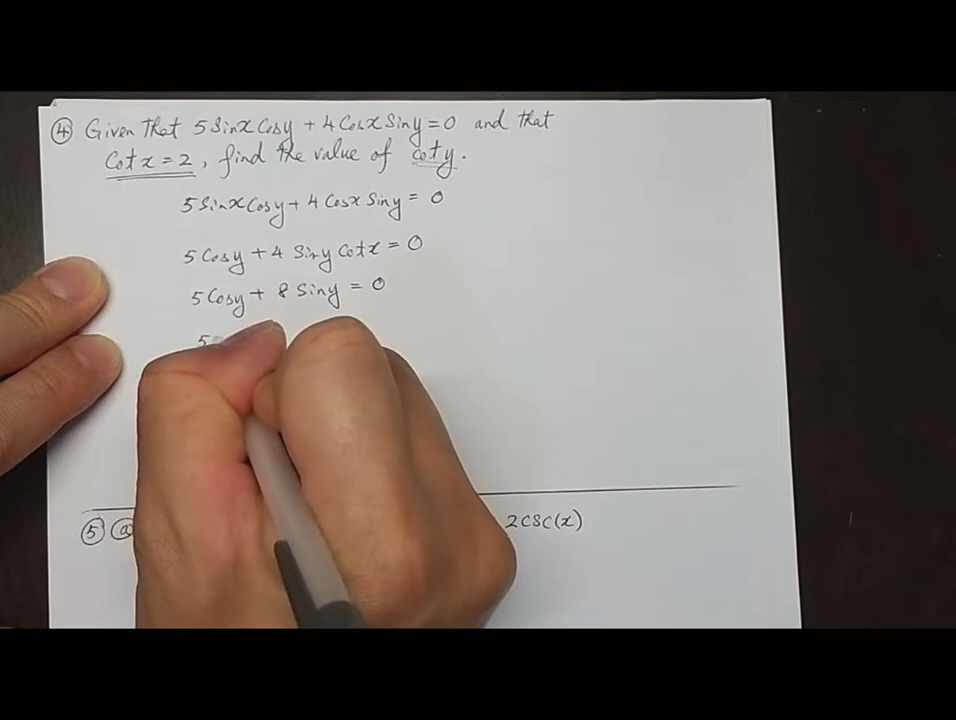 ④ Given that 5 Sinx Cosy + 4 Cosx Siny = 0 and that
Cotx = 2, find the value of coty.
5 Sinx Cosy + 4 Cosx Siny = 0
5 Cosy + 4 Siny Cotx = 0
5 Cosy + 8 Siny = 0
5
⑤ ⓐ 2CSC(x)